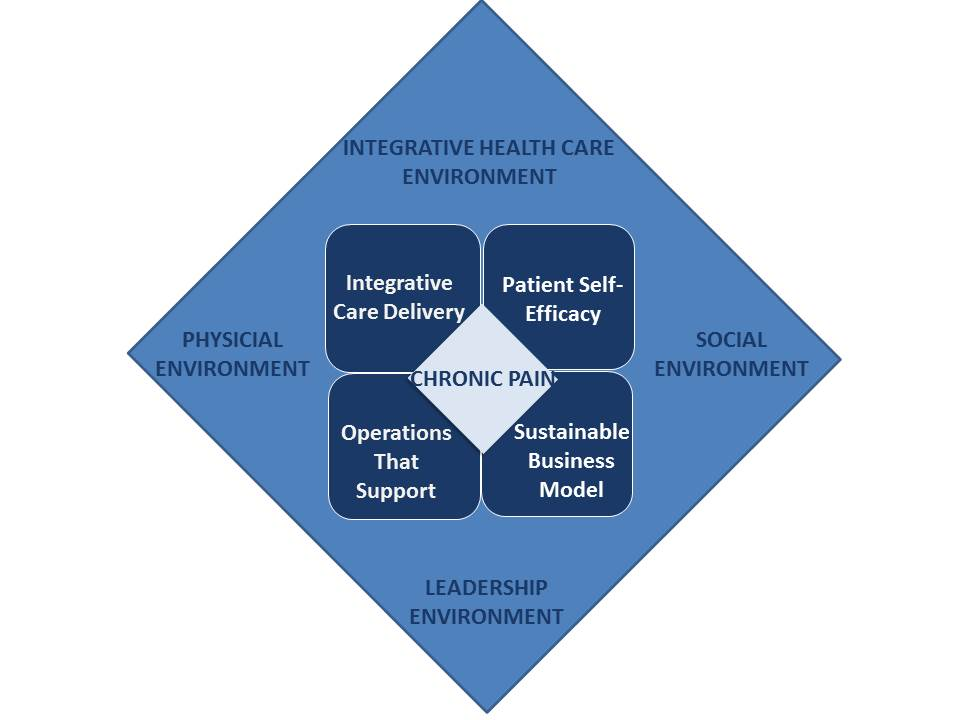 INTEGRATIVE HEALTH CARE
ENVIRONMENT
Integrative
Care Delivery
Patient Self-
Efficacy
PHYSICIAL
ENVIRONMENT
SOCIAL
ENVIRONMENT
CHRONIC PAIN
Operations
That
Support
Sustainable
Business
Model
LEADERSHIP
ENVIRONMENT